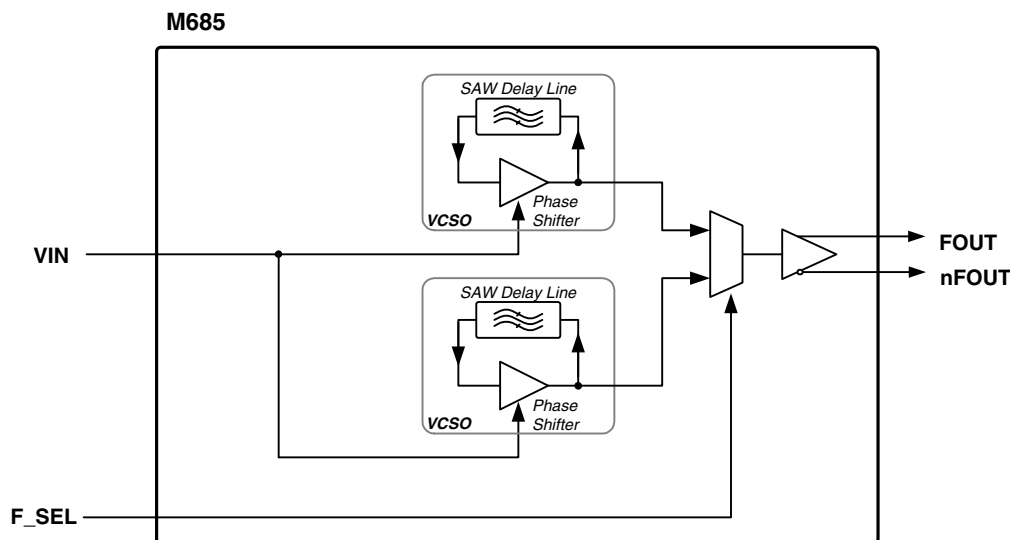 M685
SAW Delay Line
Phase
Shifter
VCSO
VIN
FOUT
nFOUT
SAW Delay Line
Phase
Shifter
VCSO
F_SEL